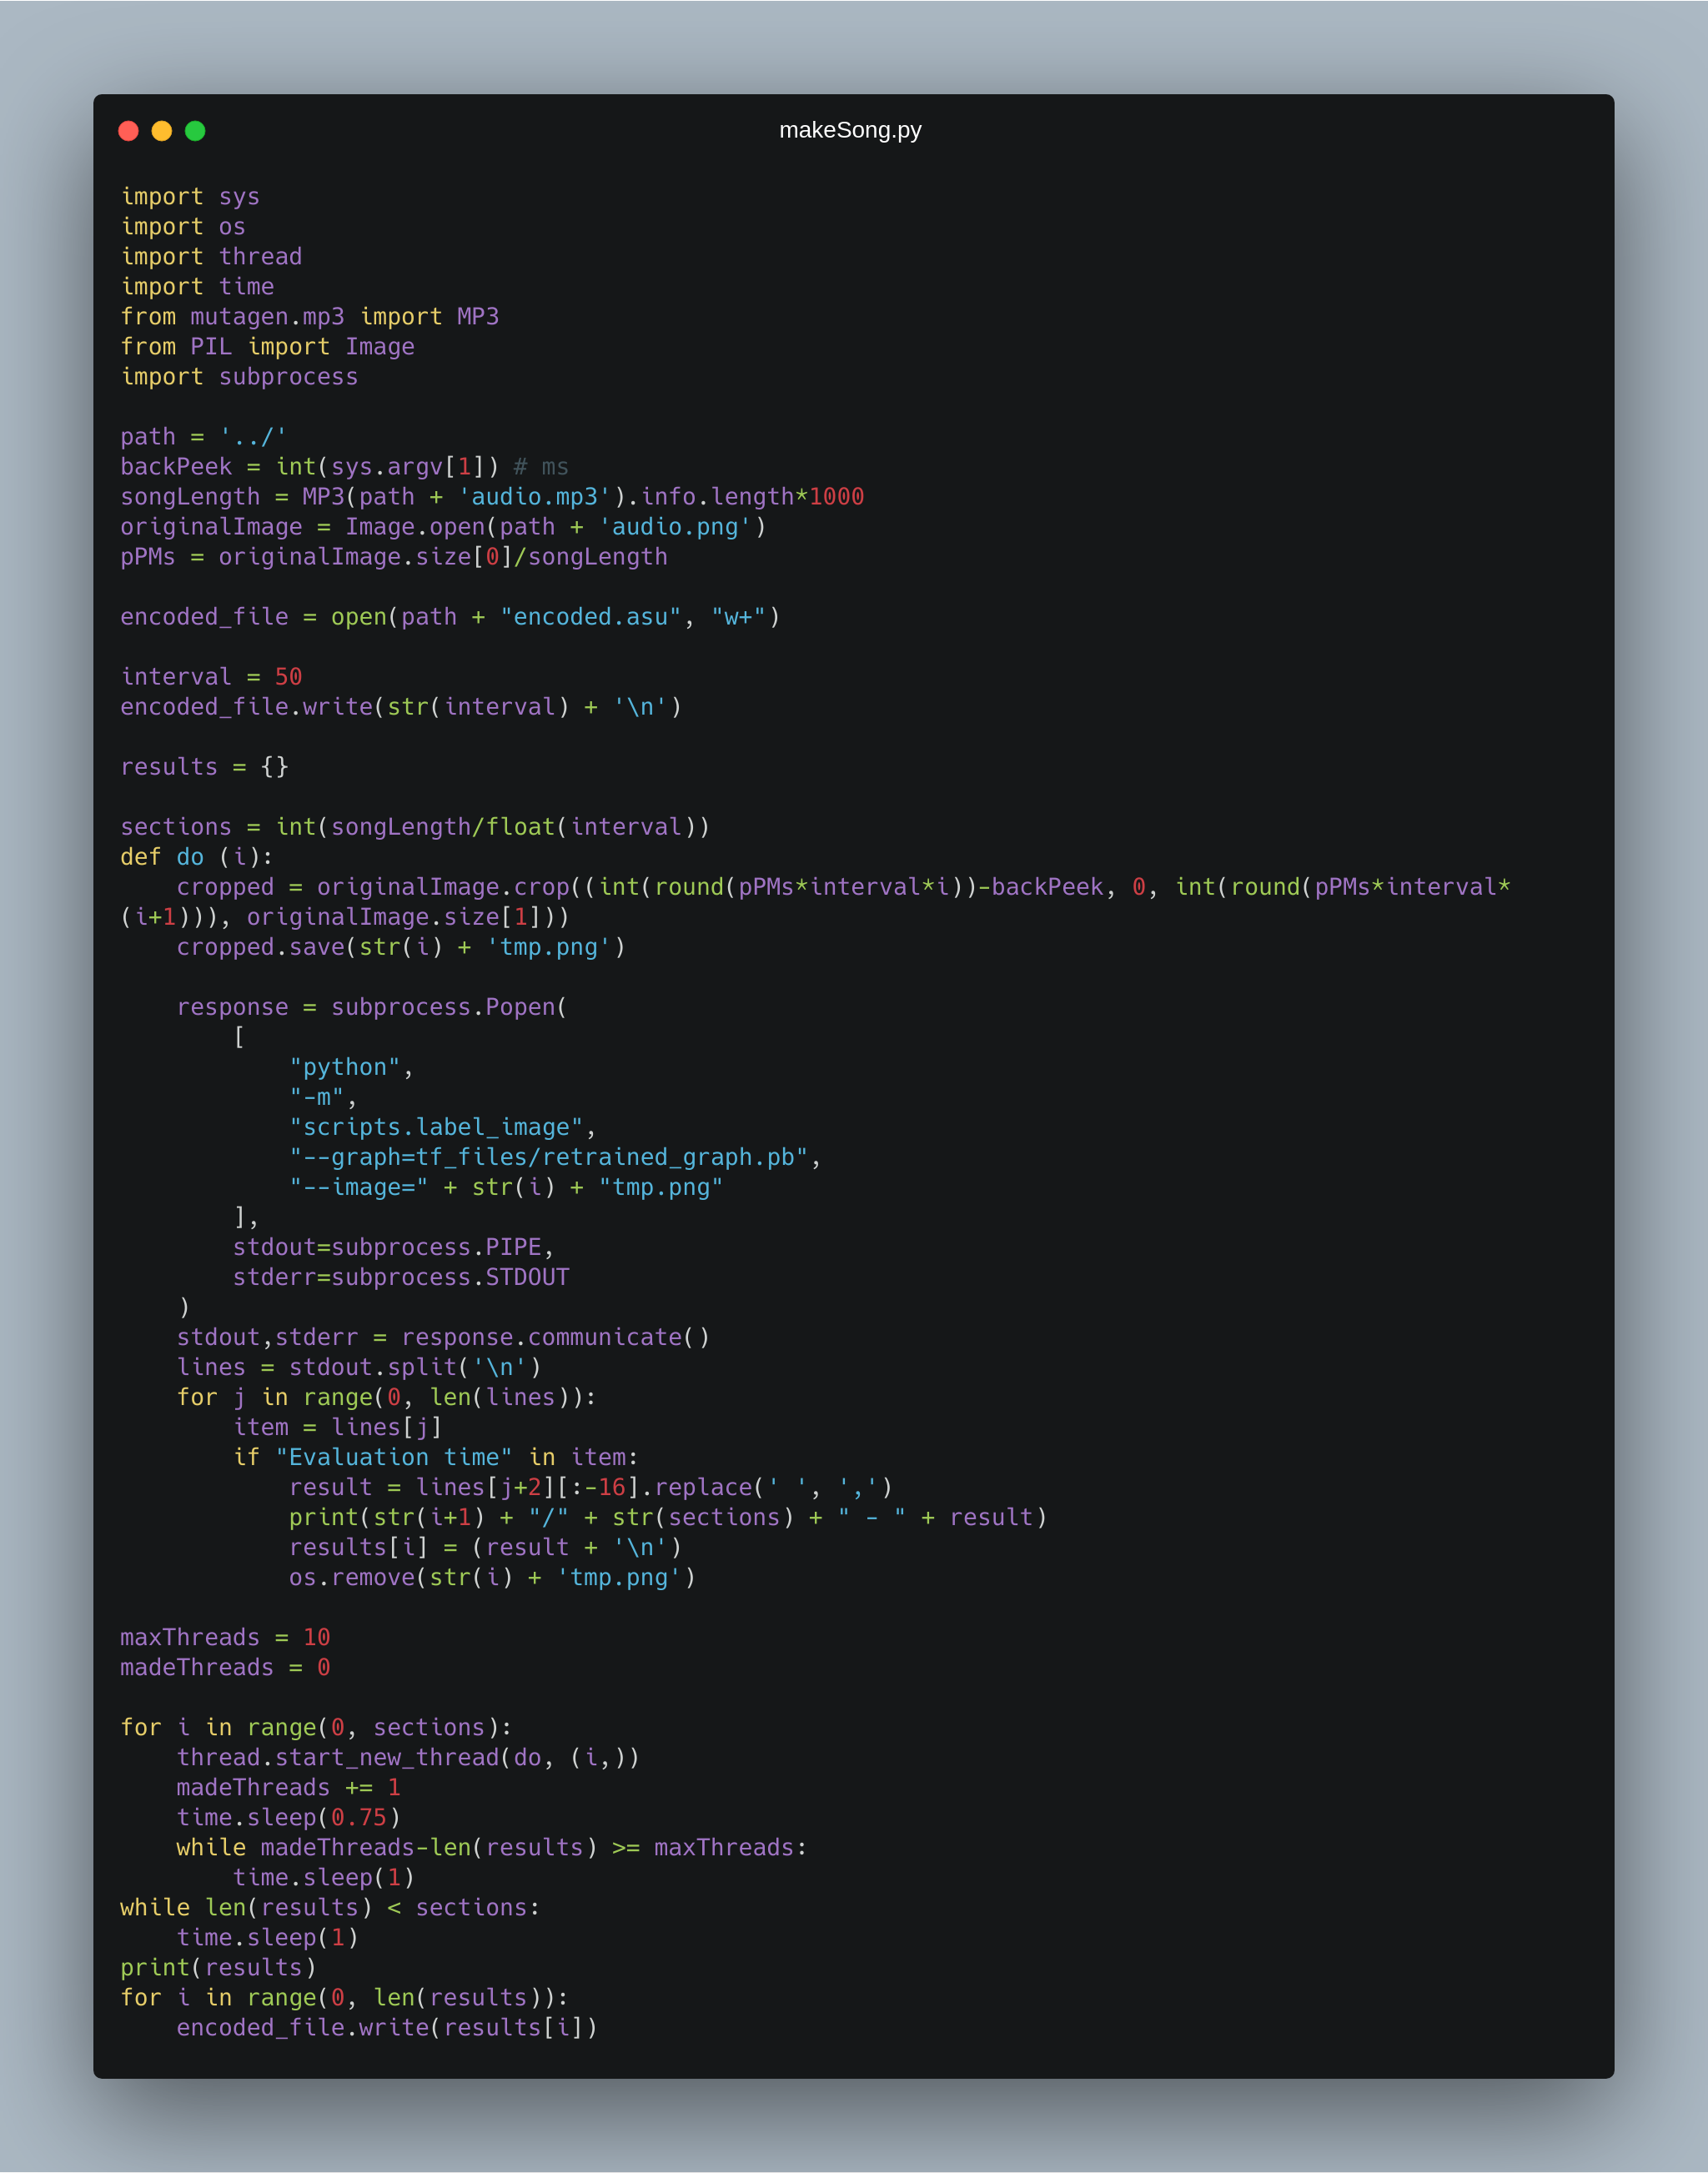 makeSong.py
import sys
import os
import thread
import time
from mutagen.mp3 import MP3
from PIL import Image
import subprocess

path = '../'
backPeek = int(sys.argv[1]) # ms
songLength = MP3(path + 'audio.mp3').info.length*1000
originalImage = Image.open(path + 'audio.png')
pPMs = originalImage.size[0]/songLength

encoded_file = open(path + "encoded.asu", "w+")

interval = 50
encoded_file.write(str(interval) + '\n')

results = {}

sections = int(songLength/float(interval))
def do (i):
    cropped = originalImage.crop((int(round(pPMs*interval*i))-backPeek, 0, int(round(pPMs*interval*
(i+1))), originalImage.size[1]))
    cropped.save(str(i) + 'tmp.png')

    response = subprocess.Popen(
        [
            "python",
            "-m",
            "scripts.label_image",
            "--graph=tf_files/retrained_graph.pb",
            "--image=" + str(i) + "tmp.png"
        ],
        stdout=subprocess.PIPE,
        stderr=subprocess.STDOUT
    )
    stdout,stderr = response.communicate()
    lines = stdout.split('\n')
    for j in range(0, len(lines)):
        item = lines[j]
        if "Evaluation time" in item:
            result = lines[j+2][:-16].replace(' ', ',')
            print(str(i+1) + "/" + str(sections) + " - " + result)
            results[i] = (result + '\n')
            os.remove(str(i) + 'tmp.png')

maxThreads = 10
madeThreads = 0

for i in range(0, sections):
    thread.start_new_thread(do, (i,))
    madeThreads += 1
    time.sleep(0.75)
    while madeThreads-len(results) >= maxThreads:
        time.sleep(1)
while len(results) < sections:
    time.sleep(1)
print(results)
for i in range(0, len(results)):
    encoded_file.write(results[i])